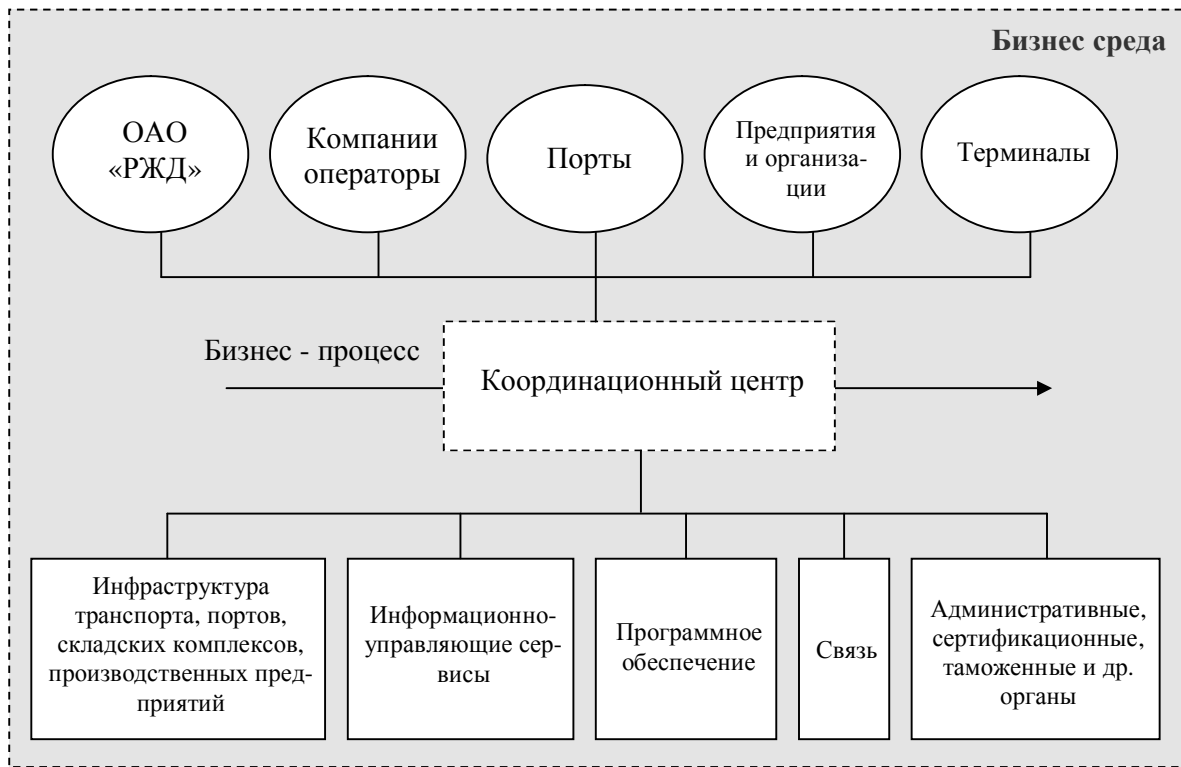 Бизнес среда
ОАО
«РЖД»
Компании
операторы
Порты
Предприятия
и организа-
ции
Терминалы
Бизнес - процесс
Координационный центр
Инфраструктура
транспорта, портов,
складских комплексов,
производственных пред-
приятий
Информационно-
управляющие сер-
висы
Программное
обеспечение
Связь
Административные,
сертификационные,
таможенные и др.
органы